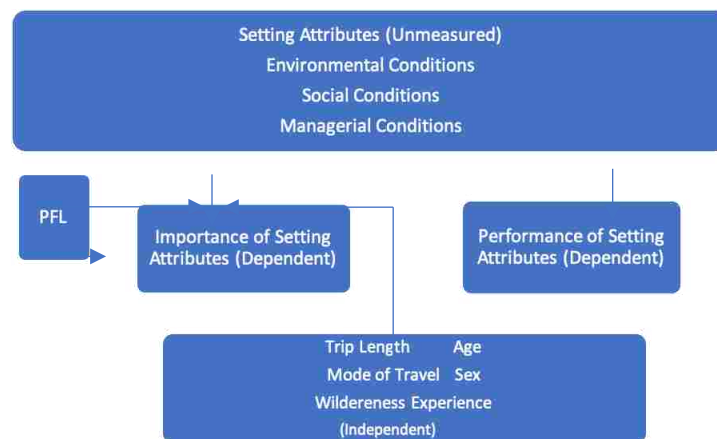 Setting Attributes (Unmeasured)
Environmental Conditions
Social Conditions
Managerial Conditions
PFL
Importance of Setting
Attributes (Dependent)
Performance of Setting
Attributes (Dependent)
Trip Length Age
Mode of Travel Sex
Wildereness Experience
(Independent)